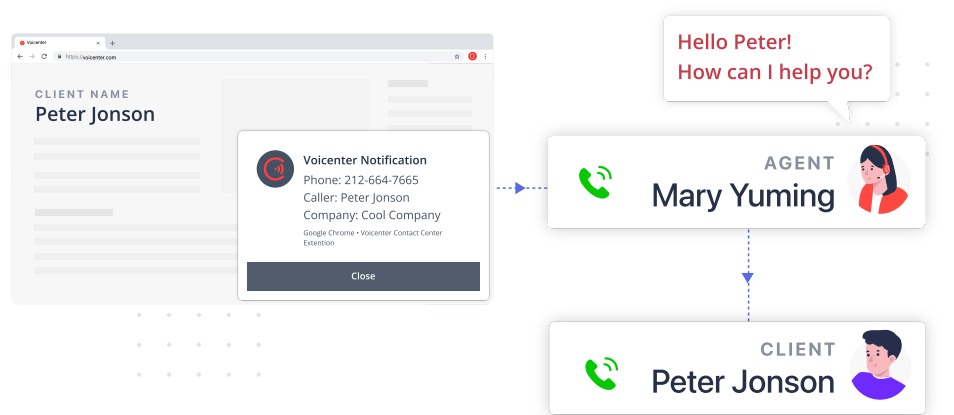 Voicenter
https://voicenter.com
CLIENT NAME
Peter Jonson
Voicenter Notification
Phone: 212-664-7665
Caller: Peter Jonson
Company: Cool Company
Google Chrome • Voicenter Contact Center
Extention
Close
Hello Peter!
How can I help you?
AGENT
Mary Yuming
CLIENT
Peter Jonson